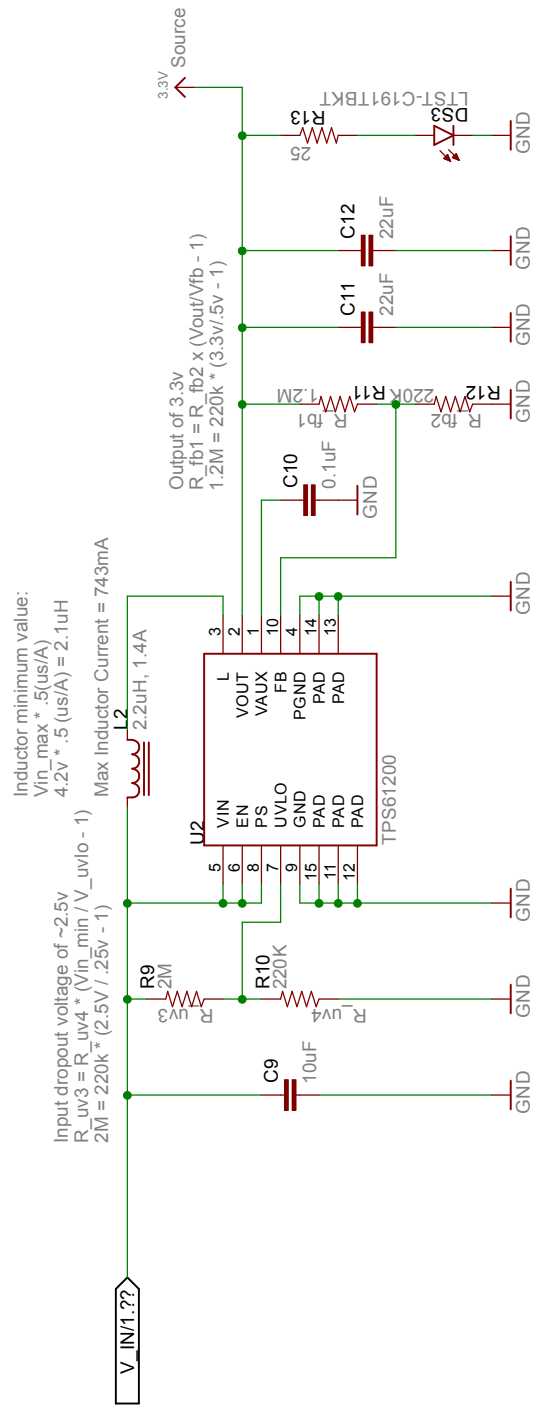 V_IN/1.??
Input dropout voltage of ~2.5v
R_uv3 = R_uv4 * (Vin_min / V_uvlo - 1)
2M = 220k * (2.5V / .25v - 1)
C9
10uF
GND
R9
2M
R_uv3
R10
220K
R_uv4
GND
Inductor minimum value:
Vin_max * .5(us/A)
4.2v * .5 (us/A) = 2.1uH
Max Inductor Current = 743mA
L2
2.2uH, 1.4A
U2
5
VIN
6
EN
8
PS
7
UVLO
9
GND
15
PAD
11
PAD
12
PAD
L
3
VOUT
2
VAUX
1
FB
10
PGND
4
PAD
14
PAD
13
TPS61200
GND
GND
Output of 3.3v
R_fb1 = R_fb2 x (Vout/Vfb - 1)
1.2M = 220k * (3.3v/.5v - 1)
C10
0.1uF
GND
R11
1.2M
R_fb1
R12
220K
R_fb2
GND
C11
22uF
GND
C12
22uF
GND
R13
25
DS3
LTST-C191TBKT
GND
3.3V
Source